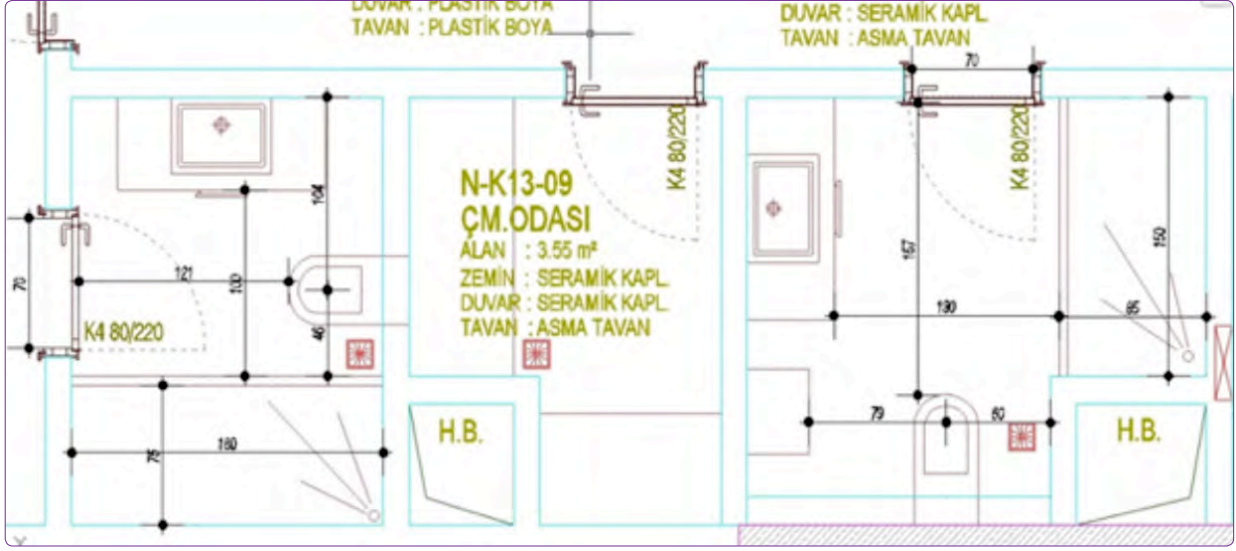 DUVAR : PLASTİK BOYA
TAVAN : PLASTİK BOYA
DUVAR : SERAMİK KAPL.
TAVAN : ASMA TAVAN
70
104
K4 80/220
K4 80/220
N-K13-09
ÇM.ODASI
ALAN : 3.55 m²
ZEMİN : SERAMİK KAPL.
DUVAR : SERAMİK KAPL.
TAVAN : ASMA TAVAN
70
121
100
46
K4 80/220
157
150
130
85
79
60
H.B.
H.B.
75
180